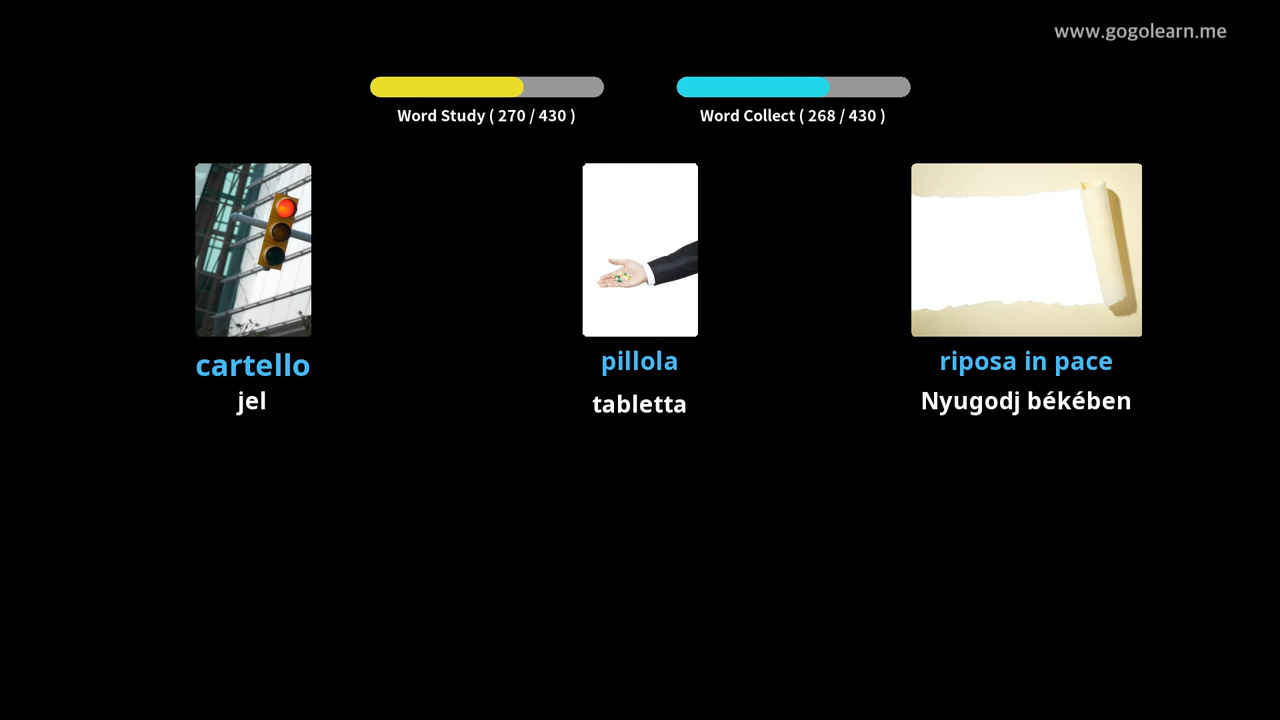 www.gogolearn.me
Word Study ( 270 / 430 )
Word Collect ( 268 / 430 )
cartello
jel
pillola
tabletta
riposa in pace
Nyugodj békében